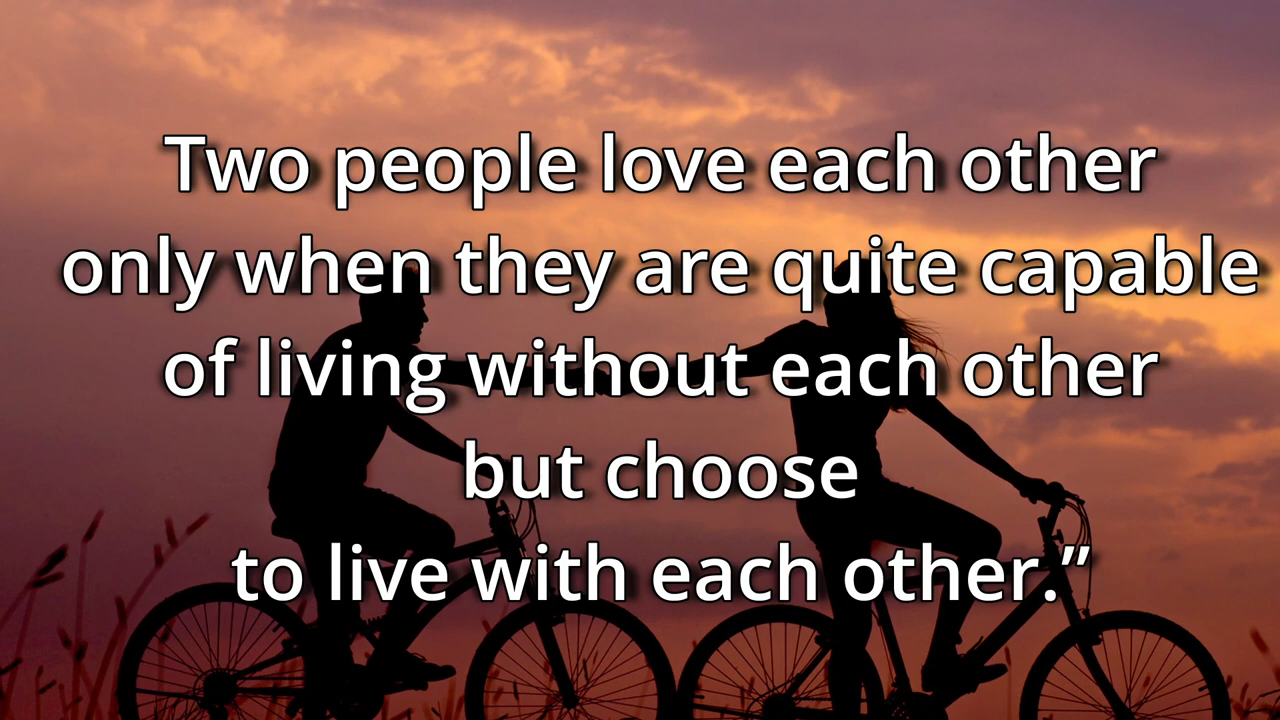 Two people love each other
only when they are quite capable
of living without each other
but choose
to live with each other.”